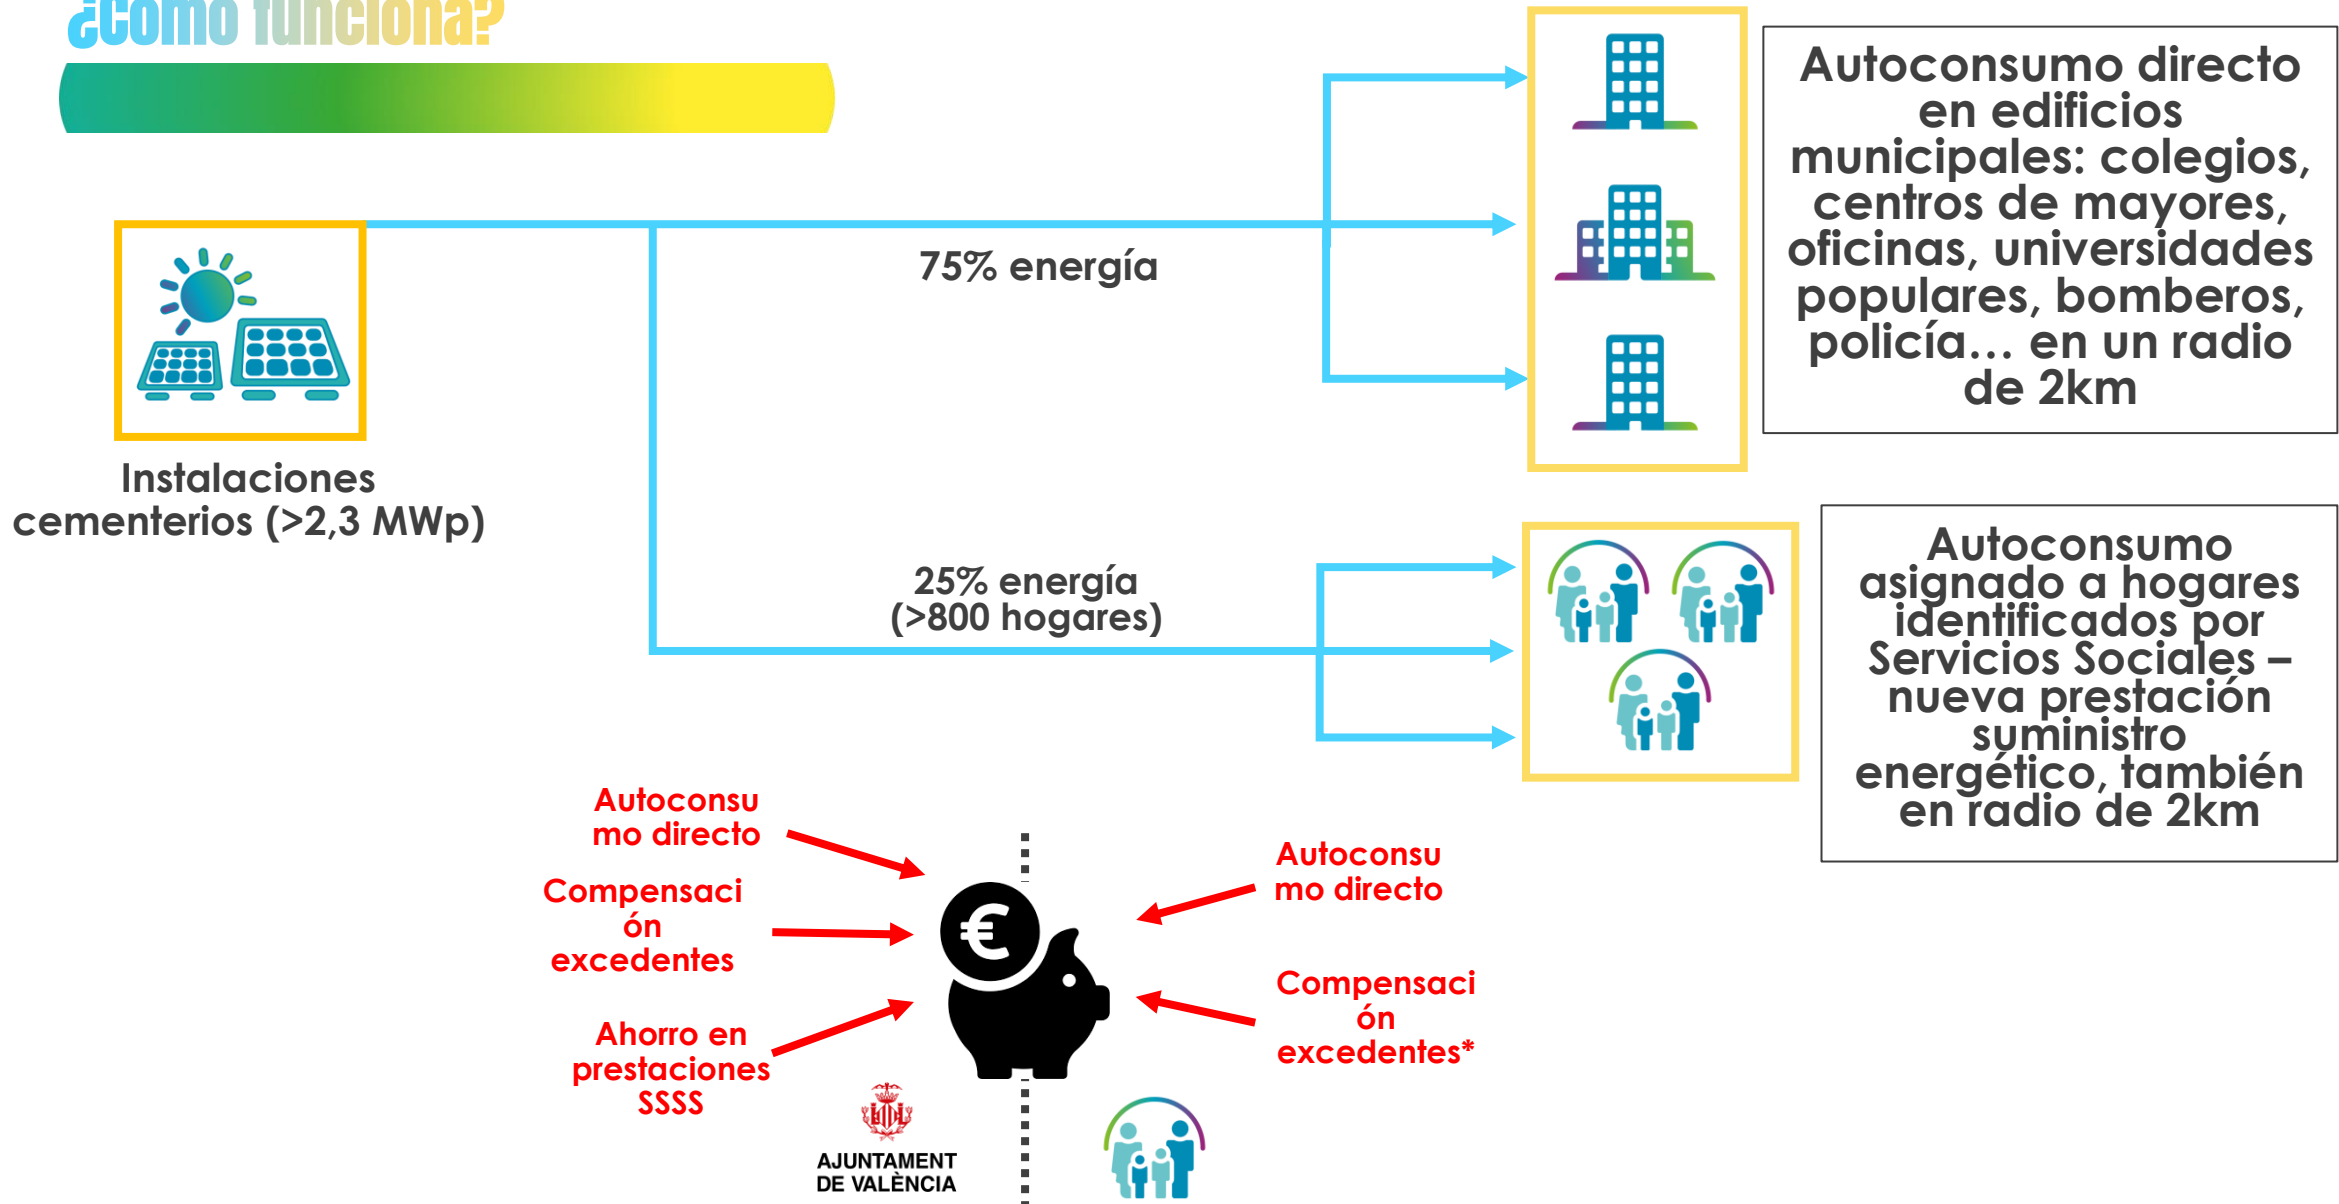 ¿Cómo funciona?
75% energía
Autoconsumo directo
en edificios
municipales: colegios,
centros de mayores,
oficinas, universidades
populares, bomberos,
policía... en un radio
de 2km
Instalaciones
cementerios (>2,3 MWp)
25% energía
(>800 hogares)
Autoconsumo
asignado a hogares
identificados por
Servicios Sociales –
nueva prestación
suministro
energético, también
en radio de 2km
Autoconsu
mo directo
Compensaci
ón
excedentes
Ahorro en
prestaciones
SSSS
€
Autoconsu
mo directo
Compensaci
ón
excedentes*
AJUNTAMENT
DE VALÈNCIA